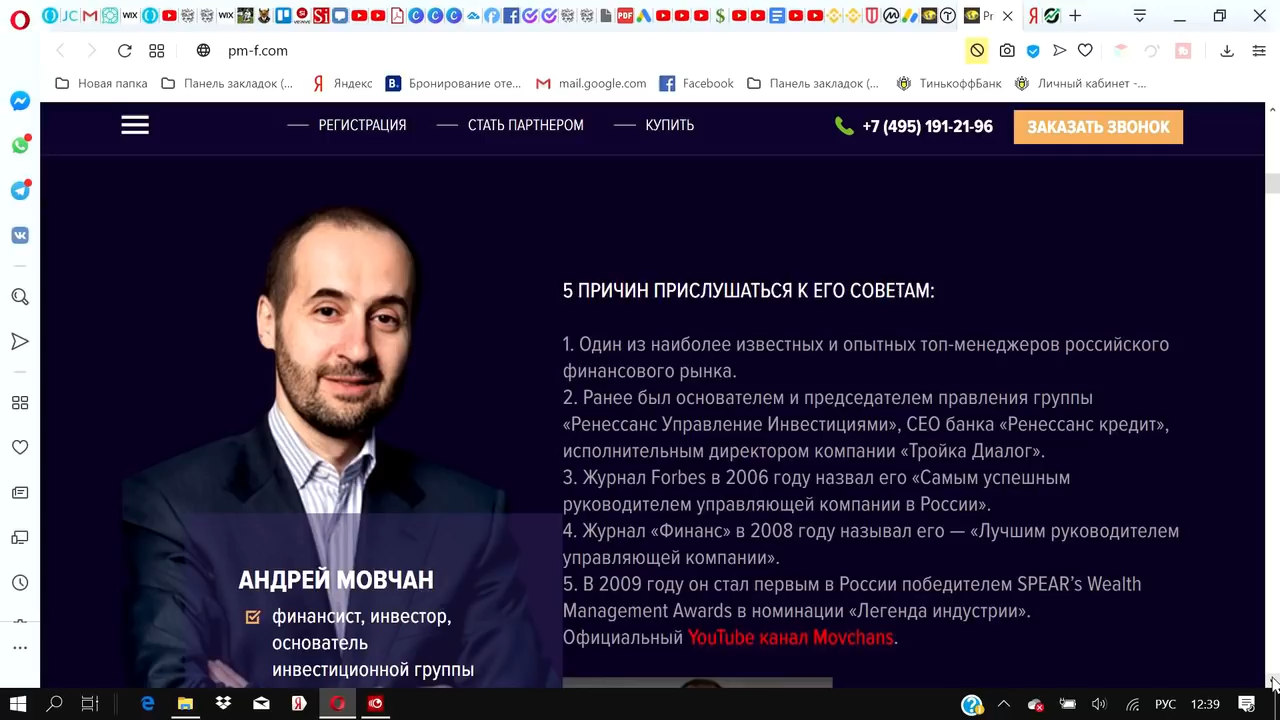 pm-f.com
Новая папка
Панель закладок (...
Яндекс
Бронирование оте...
mail.google.com
Facebook
Панель закладок (...
ТинькоффБанк
Личный кабинет -...
РЕГИСТРАЦИЯ
СТАТЬ ПАРТНЕРОМ
КУПИТЬ
+7 (495) 191-21-96
ЗАКАЗАТЬ ЗВОНОК
5 ПРИЧИН ПРИСЛУШАТЬСЯ К ЕГО СОВЕТАМ:
1. Один из наиболее известных и опытных топ-менеджеров российского
финансового рынка.
2. Ранее был основателем и председателем правления группы
«Ренессанс Управление Инвестициями», CEO банка «Ренессанс кредит»,
исполнительным директором компании «Тройка Диалог».
3. Журнал Forbes в 2006 году назвал его «Самым успешным
руководителем управляющей компании в России».
4. Журнал «Финанс» в 2008 году называл его — «Лучшим руководителем
управляющей компании».
5. В 2009 году он стал первым в России победителем SPEAR's Wealth
Management Awards в номинации «Легенда индустрии».
Официальный YouTube канал Movchans.
АНДРЕЙ МОВЧАН
финансист, инвестор,
основатель
инвестиционной группы
РУС
12:39